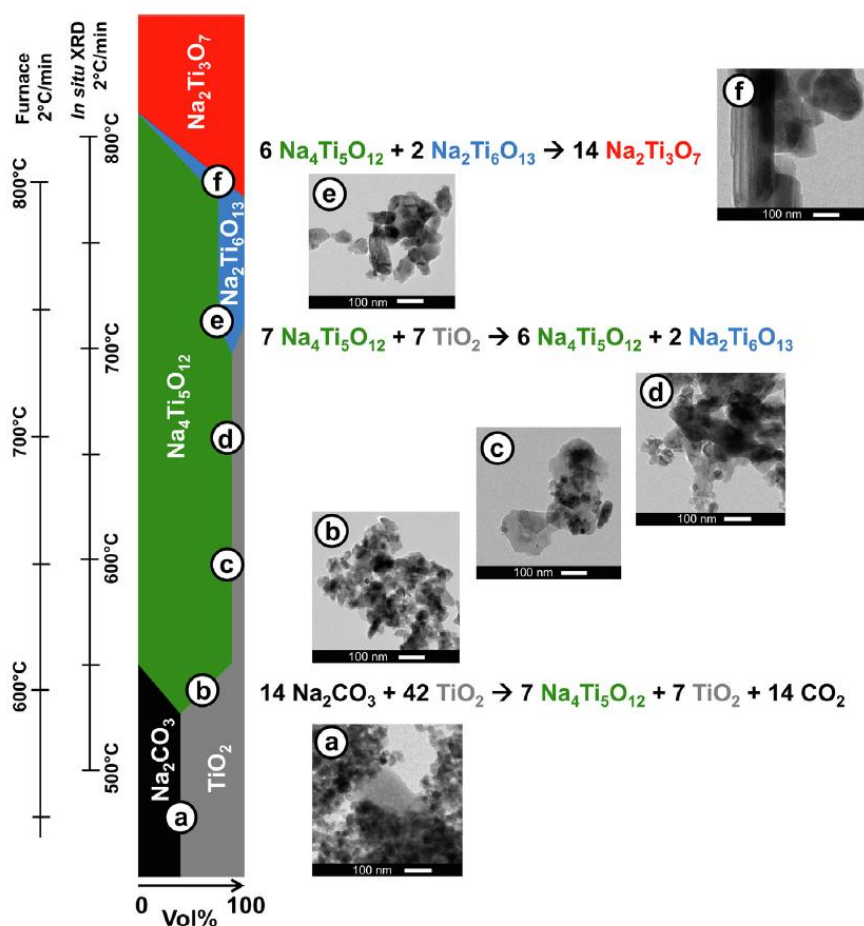 Furnace
2°C/min
In situ XRD
2°C/min
800°C
700°C
600°C
800°C
700°C
600°C
500°C
Na₂Ti₃O₇
Na₂Ti₆O₁₃
Na₄Ti₅O₁₂
Na₂CO₃
TiO₂
f
e
d
c
b
a
0
100
Vol%
f
100 nm
6 Na₄Ti₅O₁₂ + 2 Na₂Ti₆O₁₃ → 14 Na₂Ti₃O₇
e
100 nm
7 Na₄Ti₅O₁₂ + 7 TiO₂ → 6 Na₄Ti₅O₁₂ + 2 Na₂Ti₆O₁₃
d
100 nm
c
100 nm
b
100 nm
14 Na₂CO₃ + 42 TiO₂ → 7 Na₄Ti₅O₁₂ + 7 TiO₂ + 14 CO₂
a
100 nm